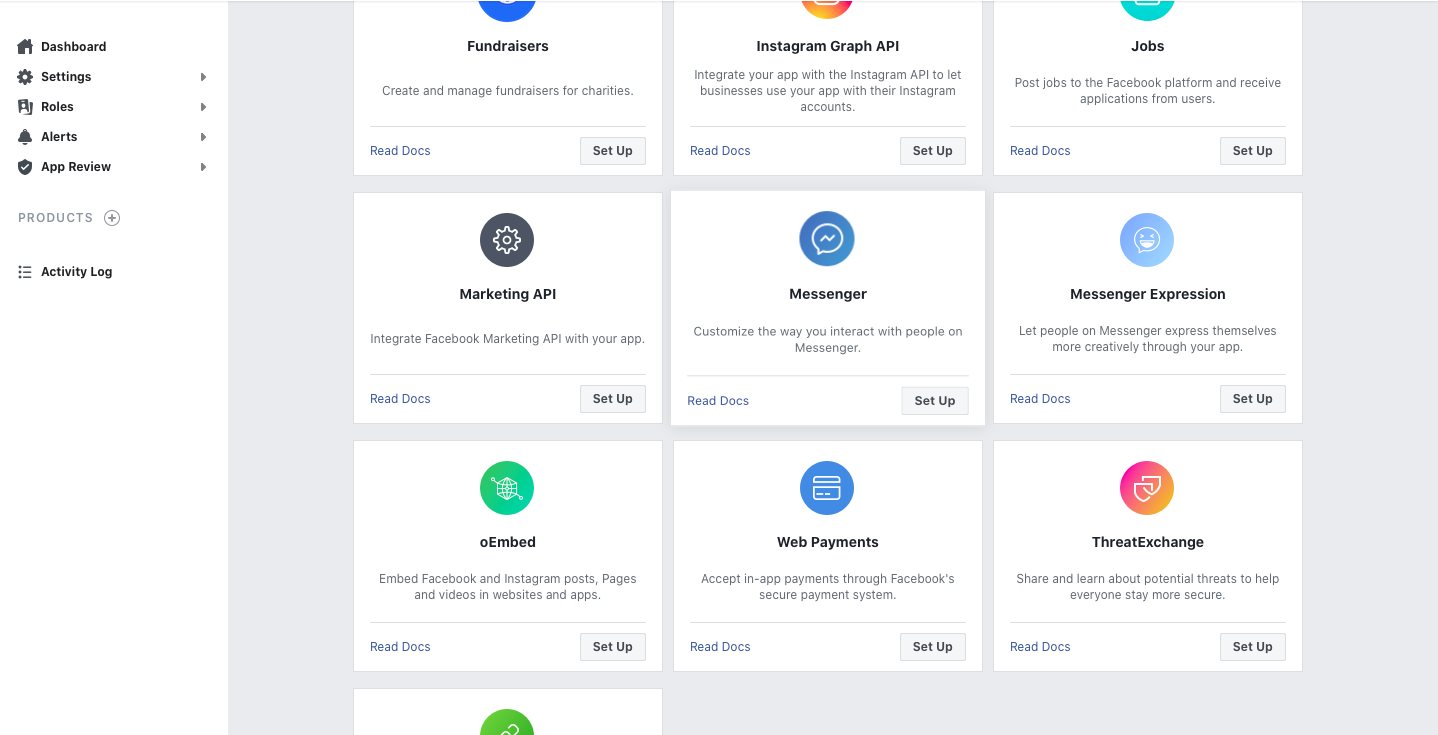 Dashboard
Settings
Roles
Alerts
App Review
PRODUCTS
Activity Log
Fundraisers
Create and manage fundraisers for charities.
Read Docs
Set Up
Instagram Graph API
Integrate your app with the Instagram API to let
businesses use your app with their Instagram
accounts.
Read Docs
Set Up
Jobs
Post jobs to the Facebook platform and receive
applications from users.
Read Docs
Set Up
Marketing API
Integrate Facebook Marketing API with your app.
Read Docs
Set Up
Messenger
Customize the way you interact with people on
Messenger.
Read Docs
Set Up
Messenger Expression
Let people on Messenger express themselves
more creatively through your app.
Read Docs
Set Up
oEmbed
Embed Facebook and Instagram posts, Pages
and videos in websites and apps.
Read Docs
Set Up
Web Payments
Accept in-app payments through Facebook's
secure payment system.
Read Docs
Set Up
ThreatExchange
Share and learn about potential threats to help
everyone stay more secure.
Read Docs
Set Up